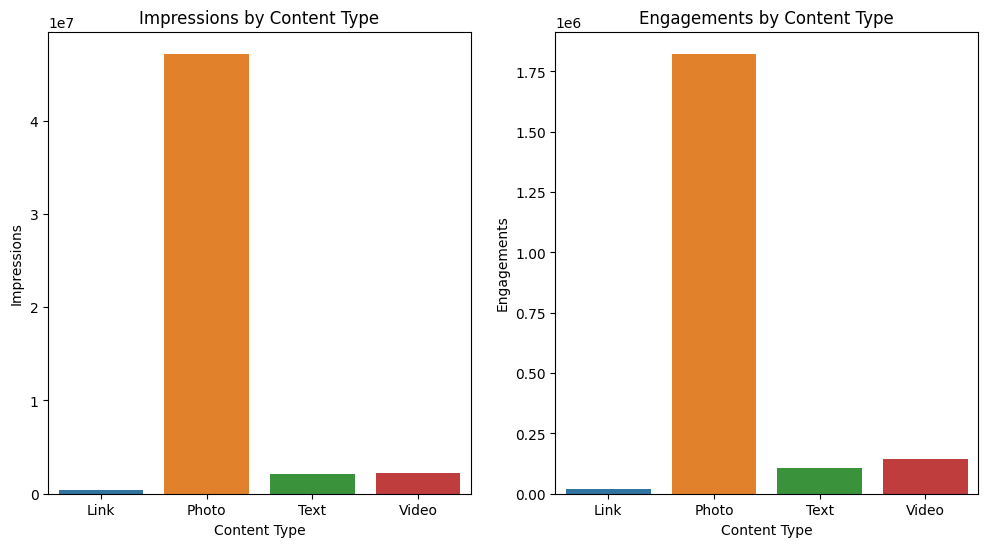 Impressions by Content Type
1e7
4
3
2
1
0
Impressions
Link Photo Text Video
Content Type
Engagements by Content Type
1e6
1.75
1.50
1.25
1.00
0.75
0.50
0.25
0.00
Engagements
Link Photo Text Video
Content Type